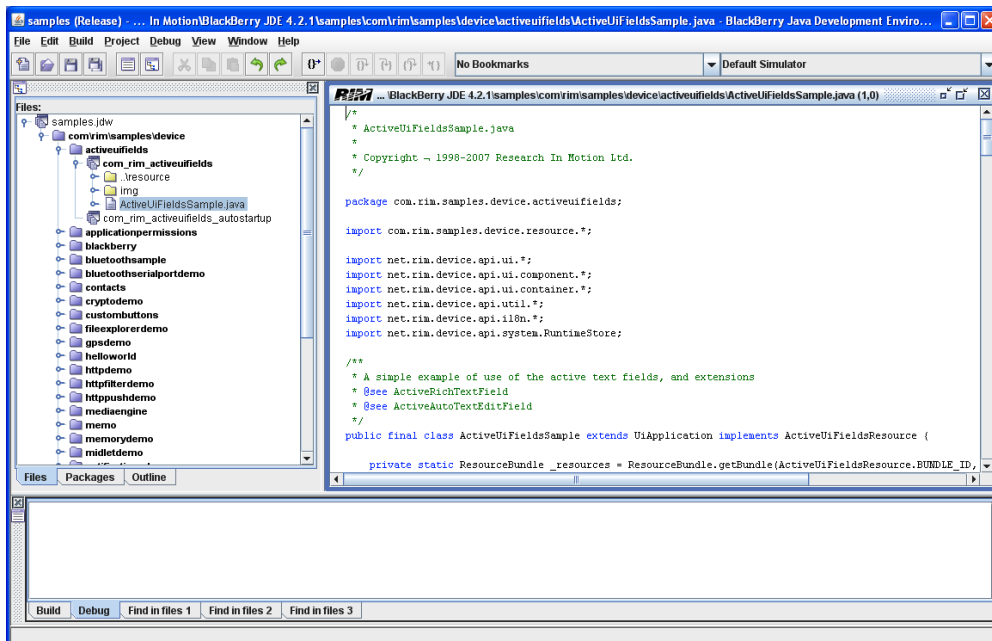 samples (Release) - ... In Motion\BlackBerry JDE 4.2.1\samples\com\rim\samples\device\activeuifields\ActiveUiFieldsSample.java - BlackBerry Java Development Enviro...
File Edit Build Project Debug View Window Help
No Bookmarks
Default Simulator
Files:
samples.jdw
com\rim\samples\device
activeuifields
com_rim_activeuifields
..\resource
img
ActiveUiFieldsSample.java
com_rim_activeuifields_autostartup
applicationpermissions
blackberry
bluetoothsample
bluetoothserialportdemo
contacts
cryptodemo
custombuttons
fileexplorerdemo
gpsdemo
helloworld
httpdemo
httpfilterdemo
httppushdemo
mediaengine
memo
memorydemo
midletdemo
Files Packages Outline
RIM ... \BlackBerry JDE 4.2.1\samples\com\rim\samples\device\activeuifields\ActiveUiFieldsSample.java (1,0)
/*
* ActiveUiFieldsSample.java
*
* Copyright ¬ 1998-2007 Research In Motion Ltd.
*/
package com.rim.samples.device.activeuifields;
import com.rim.samples.device.resource.*;
import net.rim.device.api.ui.*;
import net.rim.device.api.ui.component.*;
import net.rim.device.api.ui.container.*;
import net.rim.device.api.util.*;
import net.rim.device.api.i18n.*;
import net.rim.device.api.system.RuntimeStore;
/**
* A simple example of use of the active text fields, and extensions
* @see ActiveRichTextField
* @see ActiveAutoTextEditField
*/
public final class ActiveUiFieldsSample extends UiApplication implements ActiveUiFieldsResource {
private static ResourceBundle _resources = ResourceBundle.getBundle(ActiveUiFieldsResource.BUNDLE_ID,
Build Debug Find in files 1 Find in files 2 Find in files 3